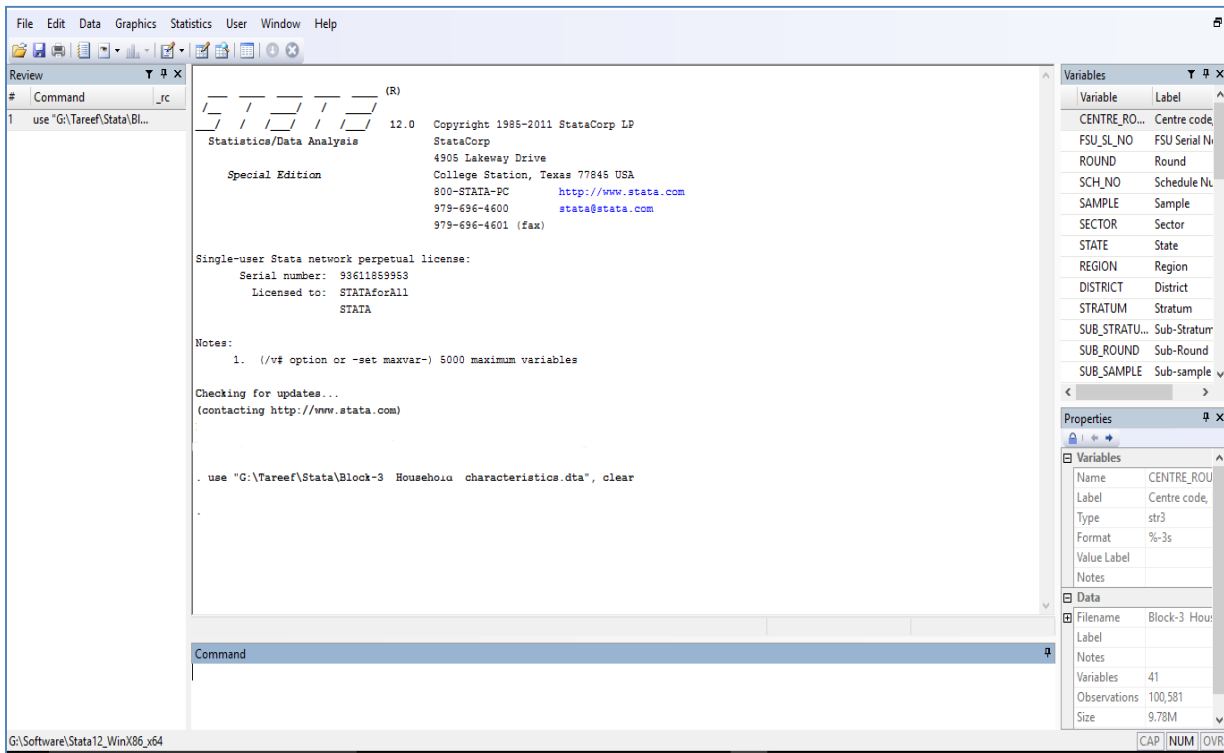 File Edit Data Graphics Statistics User Window Help
Review
# Command _rc
1 use "G:\Tareef\Stata\Bl...
(R)
STATA 12.0 Copyright 1985-2011 StataCorp LP
Statistics/Data Analysis StataCorp
4905 Lakeway Drive
Special Edition College Station, Texas 77845 USA
800-STATA-PC http://www.stata.com
979-696-4600 stata@stata.com
979-696-4601 (fax)
Single-user Stata network perpetual license:
Serial number: 93611859953
Licensed to: STATAforAll
STATA
Notes:
1. (/v# option or -set maxvar-) 5000 maximum variables
Checking for updates...
(contacting http://www.stata.com)
. use "G:\Tareef\Stata\Block-3 Household characteristics.dta", clear
.
Command
Variables
Variable Label
CENTRE_RO... Centre code,
FSU_SL_NO FSU Serial N
ROUND Round
SCH_NO Schedule Nu
SAMPLE Sample
SECTOR Sector
STATE State
REGION Region
DISTRICT District
STRATUM Stratum
SUB_STRATU... Sub-Stratum
SUB_ROUND Sub-Round
SUB_SAMPLE Sub-sample
Properties
Variables
Name CENTRE_ROU
Label Centre code,
Type str3
Format %-3s
Value Label
Notes
Data
Filename Block-3 Hous
Label
Notes
Variables 41
Observations 100,581
Size 9.78M
G:\Software\Stata12_WinX86_x64
CAP NUM OVR